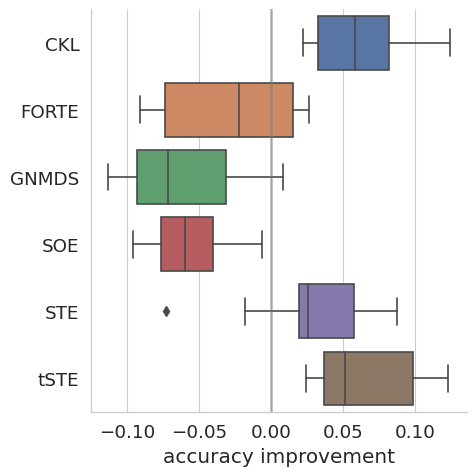 CKL
FORTE
GNMDS
SOE
STE
tSTE
−0.10 −0.05 0.00 0.05 0.10
accuracy improvement